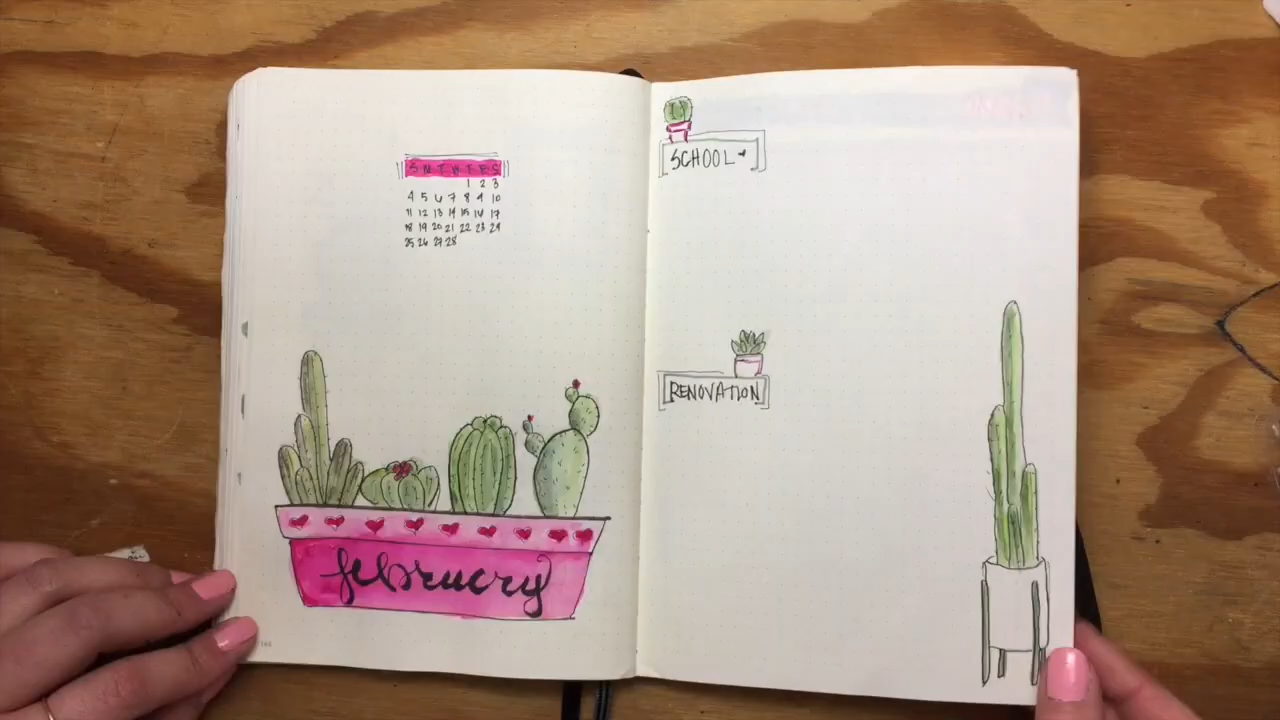 S M T W T F S
1 2 3
4 5 6 7 8 9 10
11 12 13 14 15 16 17
18 19 20 21 22 23 24
25 26 27 28
february
SCHOOL
RENOVATION